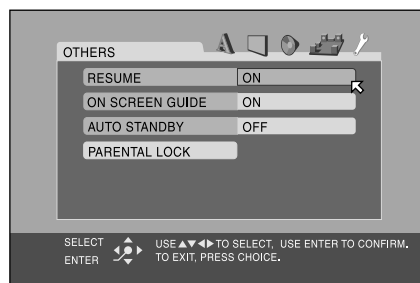 OTHERS
RESUME ON
ON SCREEN GUIDE ON
AUTO STANDBY OFF
PARENTAL LOCK
SELECT
ENTER
USE ▲▼◀▶ TO SELECT, USE ENTER TO CONFIRM.
TO EXIT, PRESS CHOICE.